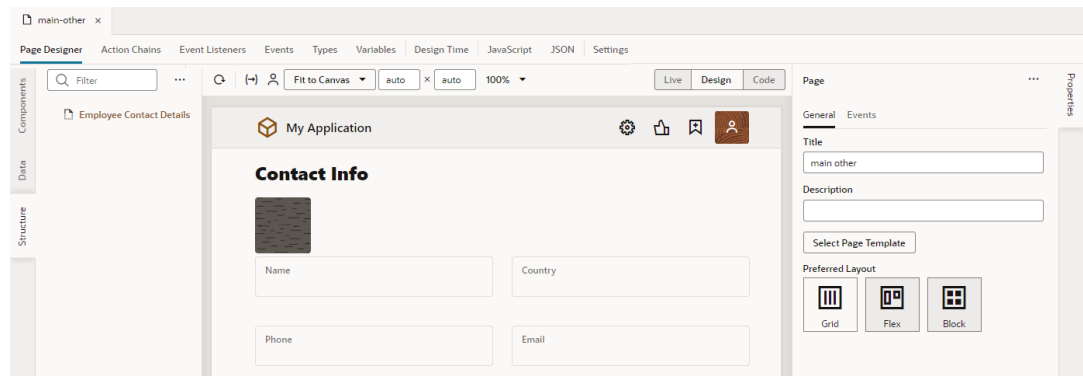 main-other ×
Page Designer Action Chains Event Listeners Events Types Variables Design Time JavaScript JSON Settings
Components
Data
Structure
Filter ...
Employee Contact Details
Fit to Canvas auto × auto 100% Live Design Code
My Application
Contact Info
Name Country
Phone Email
Page ...
General Events
Title
main other
Description
Select Page Template
Preferred Layout
Grid Flex Block
Properties